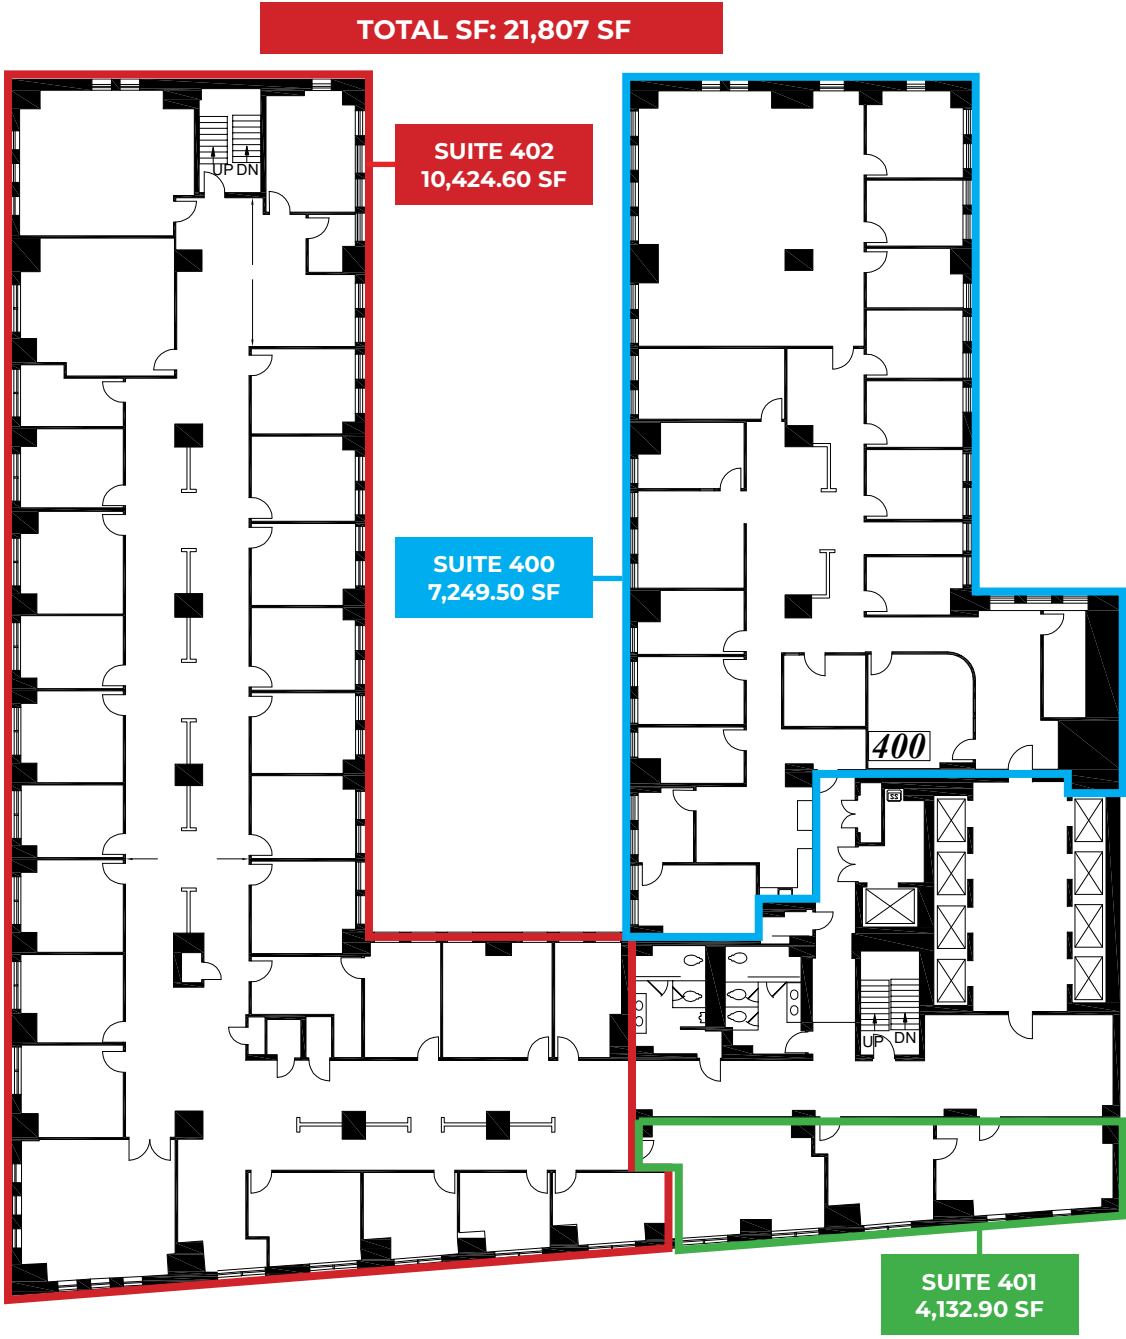 TOTAL SF: 21,807 SF
SUITE 402
10,424.60 SF
UP DN
SUITE 400
7,249.50 SF
400
UP DN
SUITE 401
4,132.90 SF